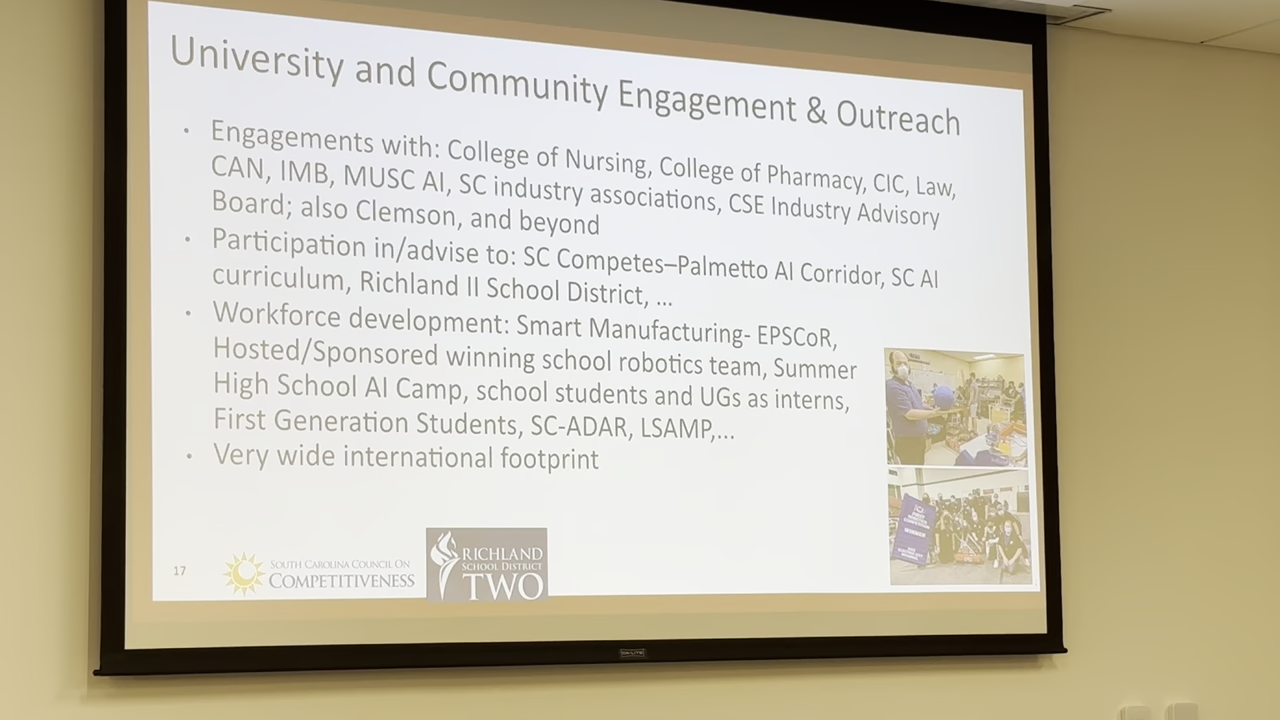 University and Community Engagement & Outreach
• Engagements with: College of Nursing, College of Pharmacy, CIC, Law,
CAN, IMB, MUSC AI, SC industry associations, CSE Industry Advisory
Board; also Clemson, and beyond
• Participation in/advise to: SC Competes–Palmetto AI Corridor, SC AI
curriculum, Richland II School District, ...
• Workforce development: Smart Manufacturing- EPSCoR,
Hosted/Sponsored winning school robotics team, Summer
High School AI Camp, school students and UGs as interns,
First Generation Students, SC-ADAR, LSAMP,...
• Very wide international footprint
17
SOUTH CAROLINA COUNCIL ON
COMPETITIVENESS
RICHLAND
SCHOOL DISTRICT
TWO
WINNER
DA-LITE